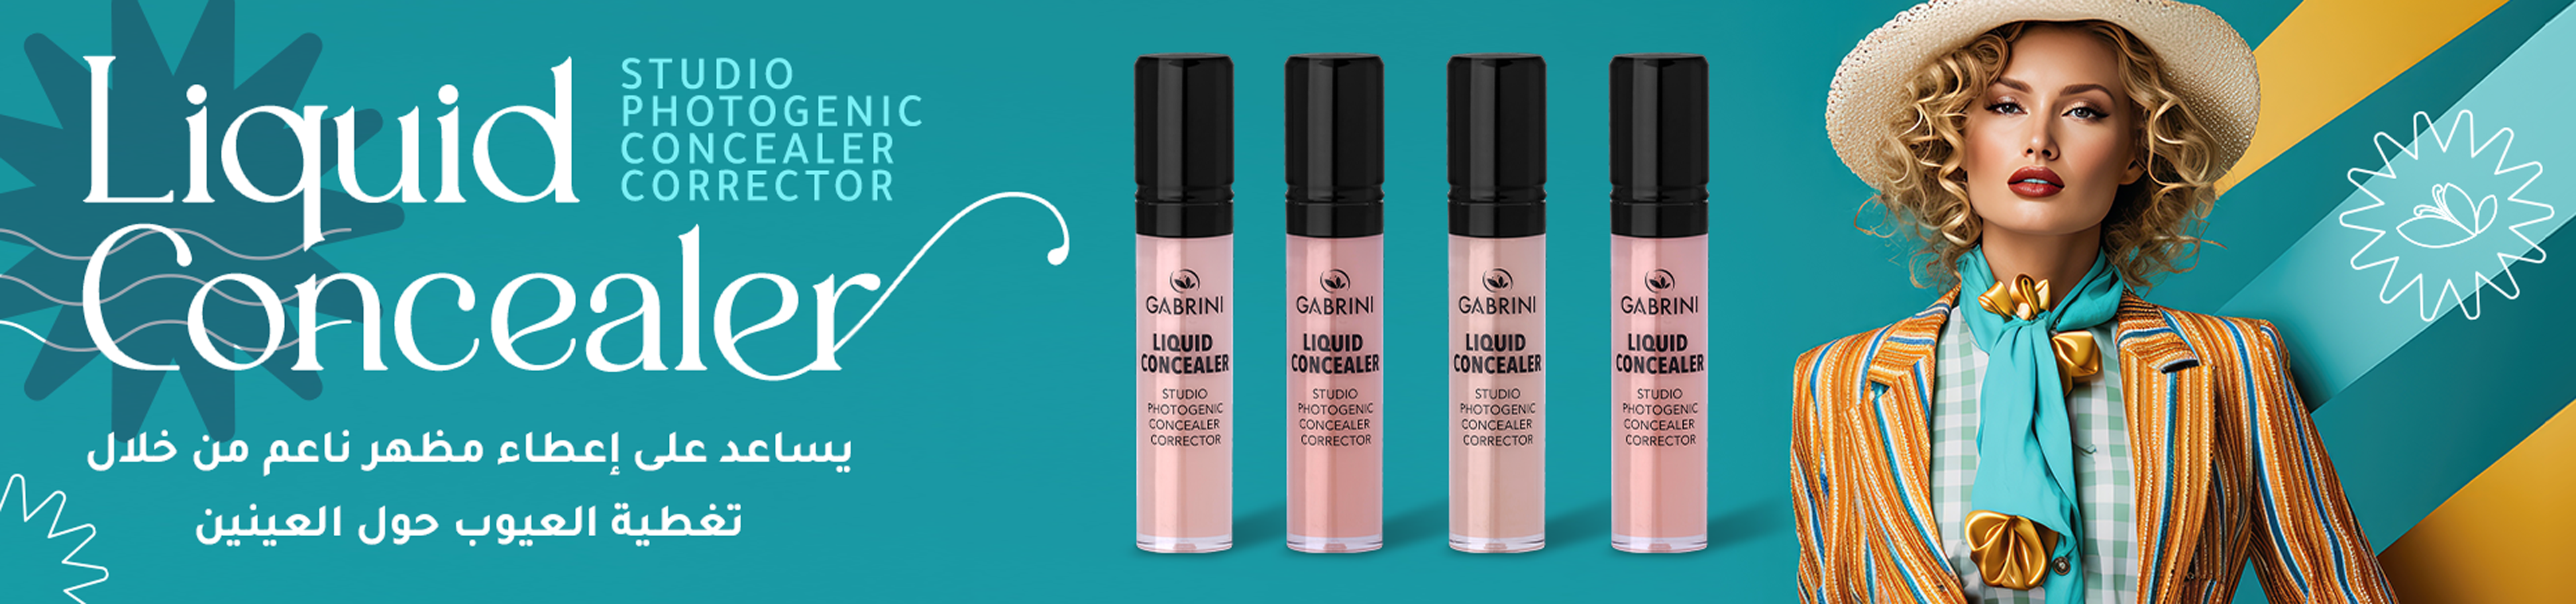 Liquid
Concealer
STUDIO
PHOTOGENIC
CONCEALER
CORRECTOR
يساعد على إعطاء مظهر ناعم من خلال
تغطية العيوب حول العينين
GABRINI
LIQUID
CONCEALER
STUDIO
PHOTOGENIC
CONCEALER
CORRECTOR
GABRINI
LIQUID
CONCEALER
STUDIO
PHOTOGENIC
CONCEALER
CORRECTOR
GABRINI
LIQUID
CONCEALER
STUDIO
PHOTOGENIC
CONCEALER
CORRECTOR
GABRINI
LIQUID
CONCEALER
STUDIO
PHOTOGENIC
CONCEALER
CORRECTOR